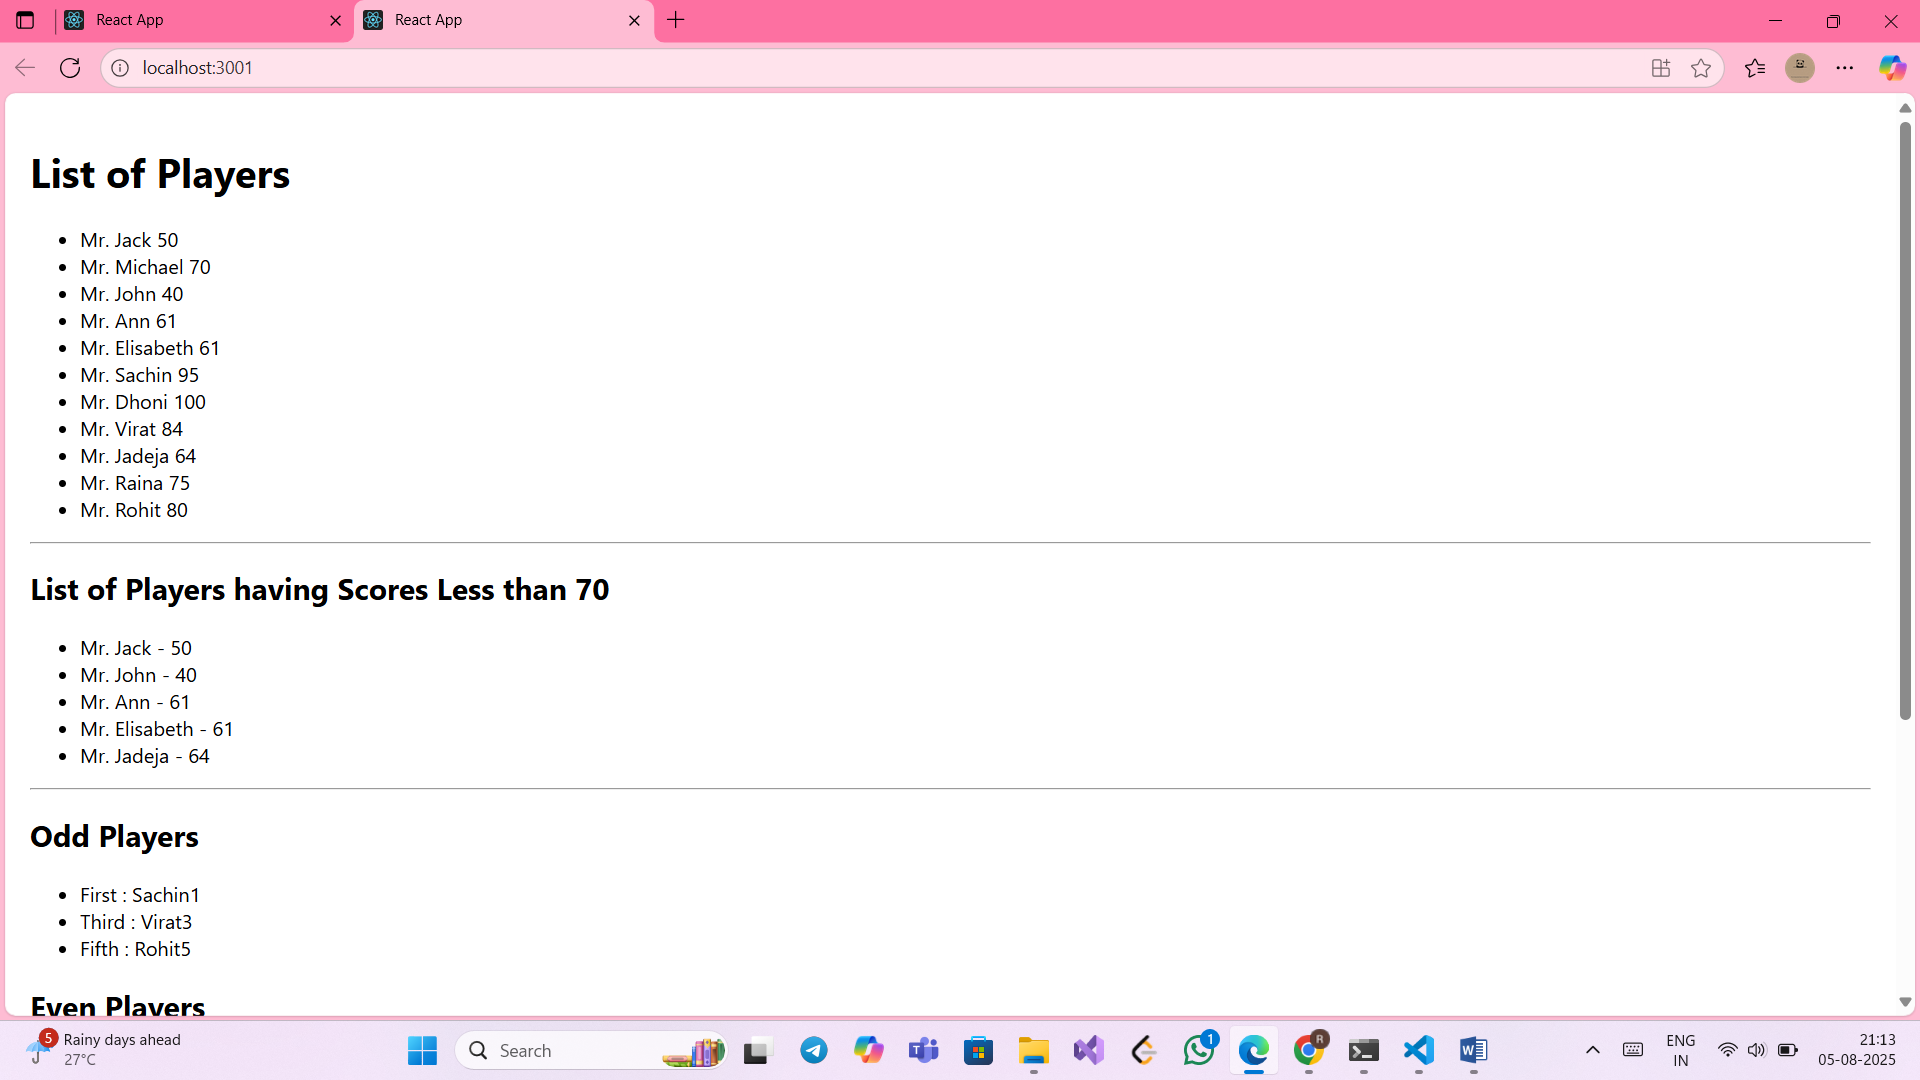 React App
React App
localhost:3001
List of Players
Mr. Jack 50
Mr. Michael 70
Mr. John 40
Mr. Ann 61
Mr. Elisabeth 61
Mr. Sachin 95
Mr. Dhoni 100
Mr. Virat 84
Mr. Jadeja 64
Mr. Raina 75
Mr. Rohit 80
List of Players having Scores Less than 70
Mr. Jack - 50
Mr. John - 40
Mr. Ann - 61
Mr. Elisabeth - 61
Mr. Jadeja - 64
Odd Players
First : Sachin1
Third : Virat3
Fifth : Rohit5
Even Players
5
Rainy days ahead
27°C
Search
1
R
ENG
IN
21:13
05-08-2025